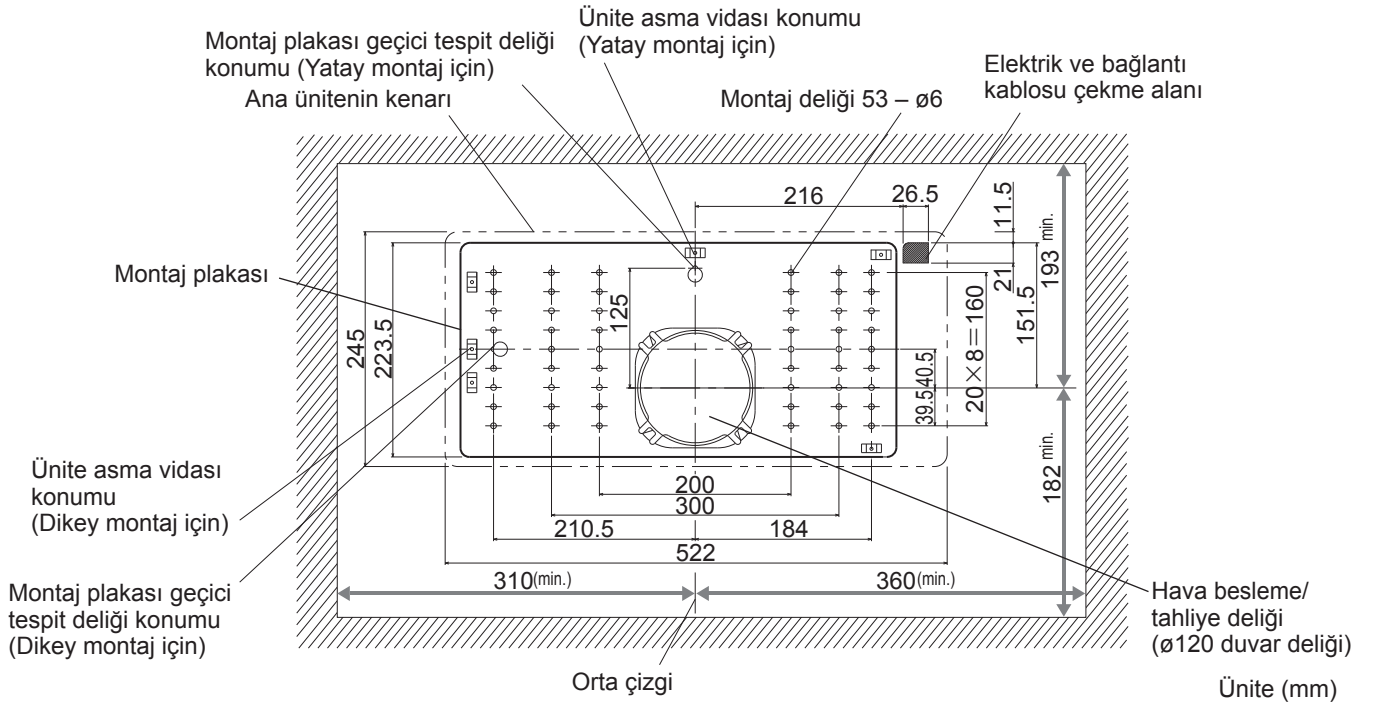 Ünite asma vidası konumu
(Yatay montaj için)
Montaj plakası geçici tespit deliği
konumu (Yatay montaj için)
Elektrik ve bağlantı
kablosu çekme alanı
Ana ünitenin kenarı
Montaj deliği 53 – ø6
216
26.5
11.5
193 min.
Montaj plakası
21
151.5
125
20×8=160
245
223.5
40.5
39.5
182 min.
Ünite asma vidası
konumu
(Dikey montaj için)
200
300
210.5
184
522
310(min.)
360(min.)
Montaj plakası geçici
tespit deliği konumu
(Dikey montaj için)
Hava besleme/
tahliye deliği
(ø120 duvar deliği)
Orta çizgi
Ünite (mm)